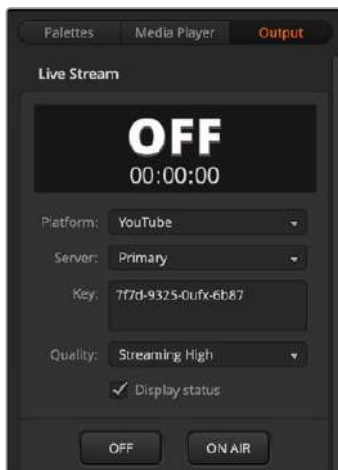 Palettes Media Player Output
Live Stream
OFF
00:00:00
Platform: YouTube
Server: Primary
Key: 7f7d-9325-0ufx-6b87
Quality: Streaming High
Display status
OFF ON AIR